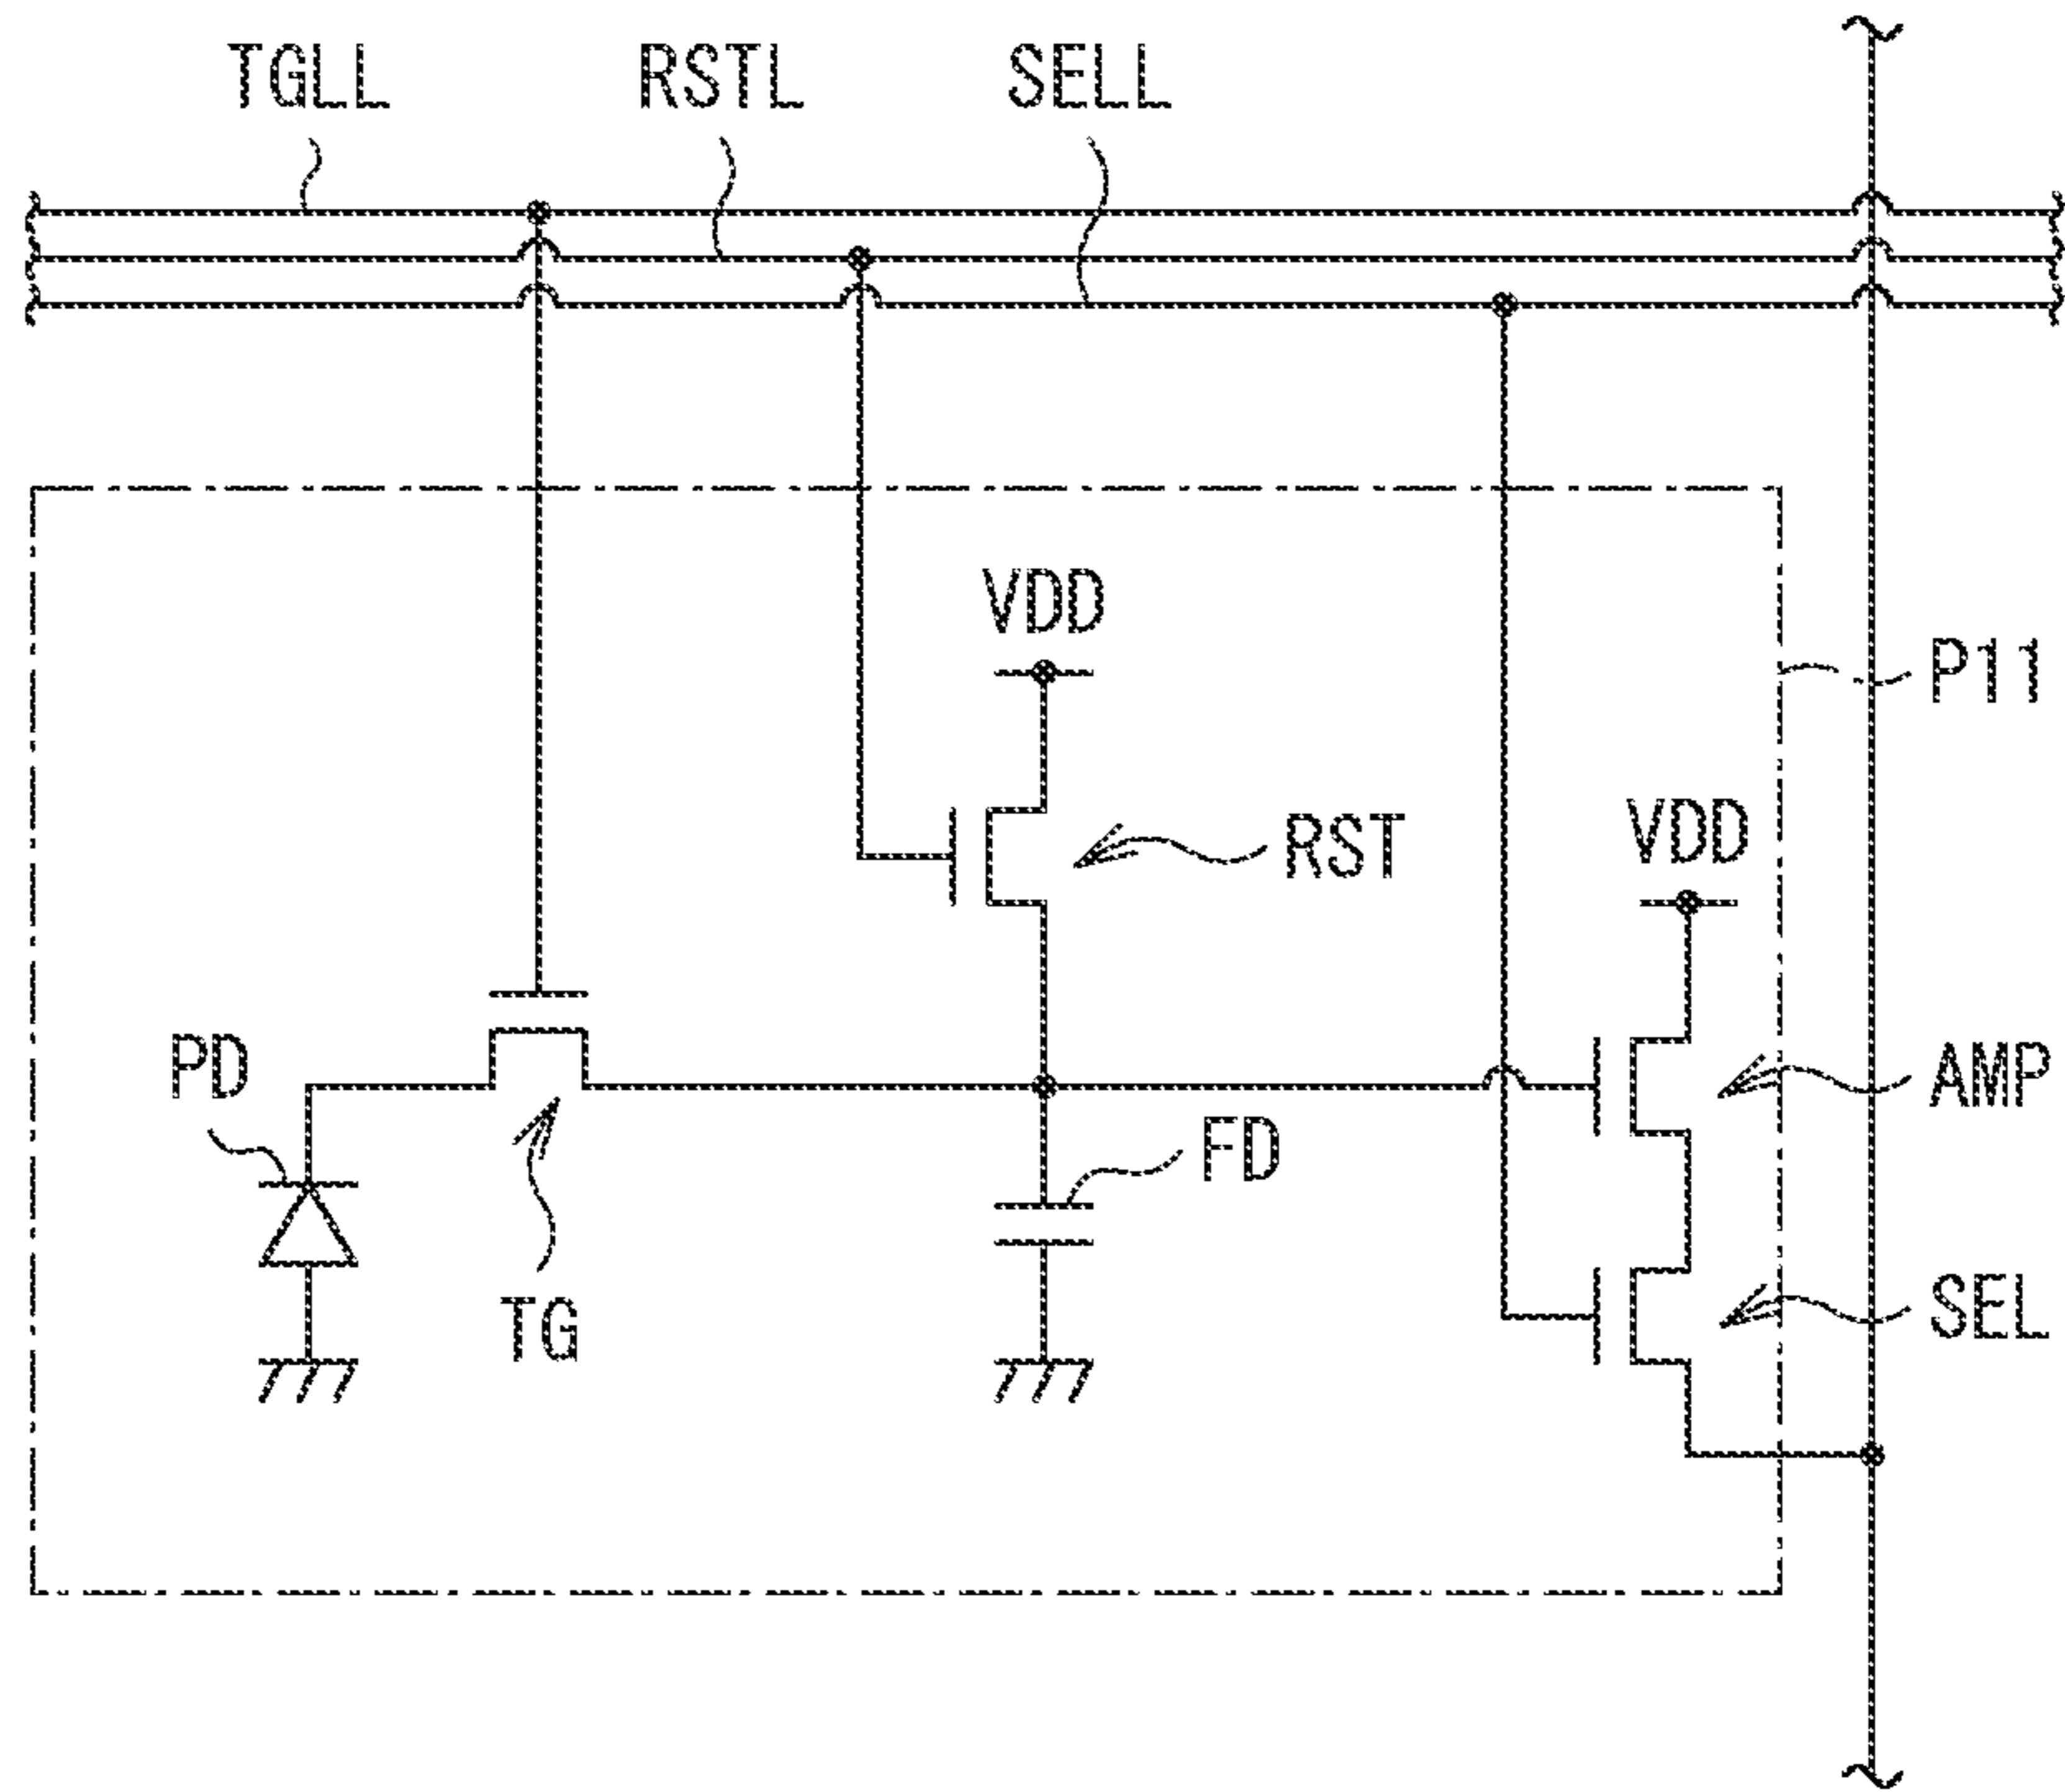 TGLL RSTL SELL
VDD
P11
RST
VDD
PD
AMP
FD
TG
SEL